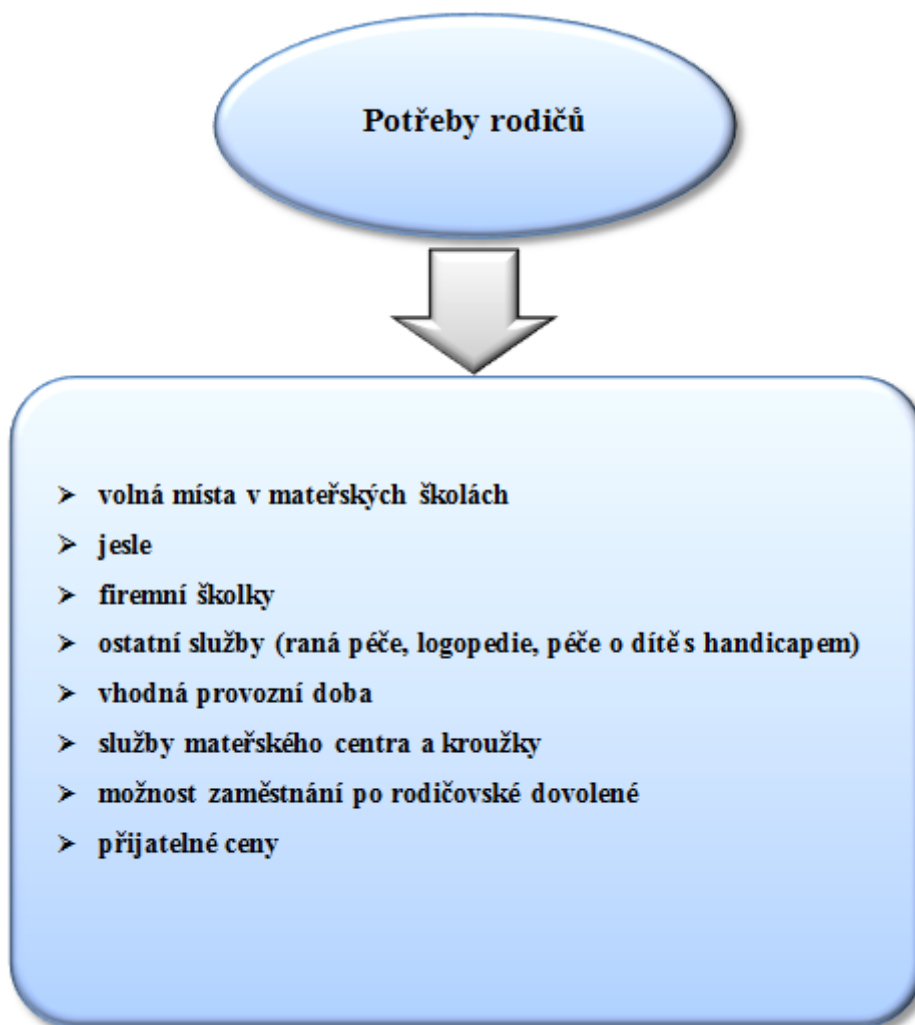 Potřeby rodičů
➢ volná místa v mateřských školách
➢ jesle
➢ firemní školky
➢ ostatní služby (raná péče, logopedie, péče o dítě s handicapem)
➢ vhodná provozní doba
➢ služby mateřského centra a kroužky
➢ možnost zaměstnání po rodičovské dovolené
➢ přijatelné ceny